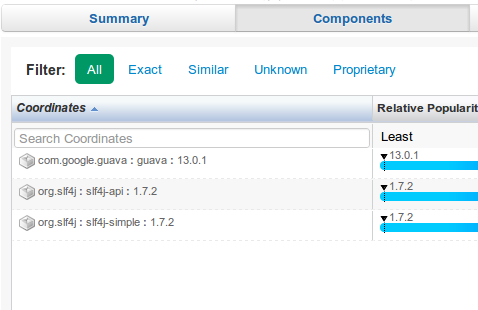 Summary Components
Filter: All Exact Similar Unknown Proprietary
Coordinates Relative Popularit
Search Coordinates Least
com.google.guava : guava : 13.0.1 13.0.1
org.slf4j : slf4j-api : 1.7.2 1.7.2
org.slf4j : slf4j-simple : 1.7.2 1.7.2